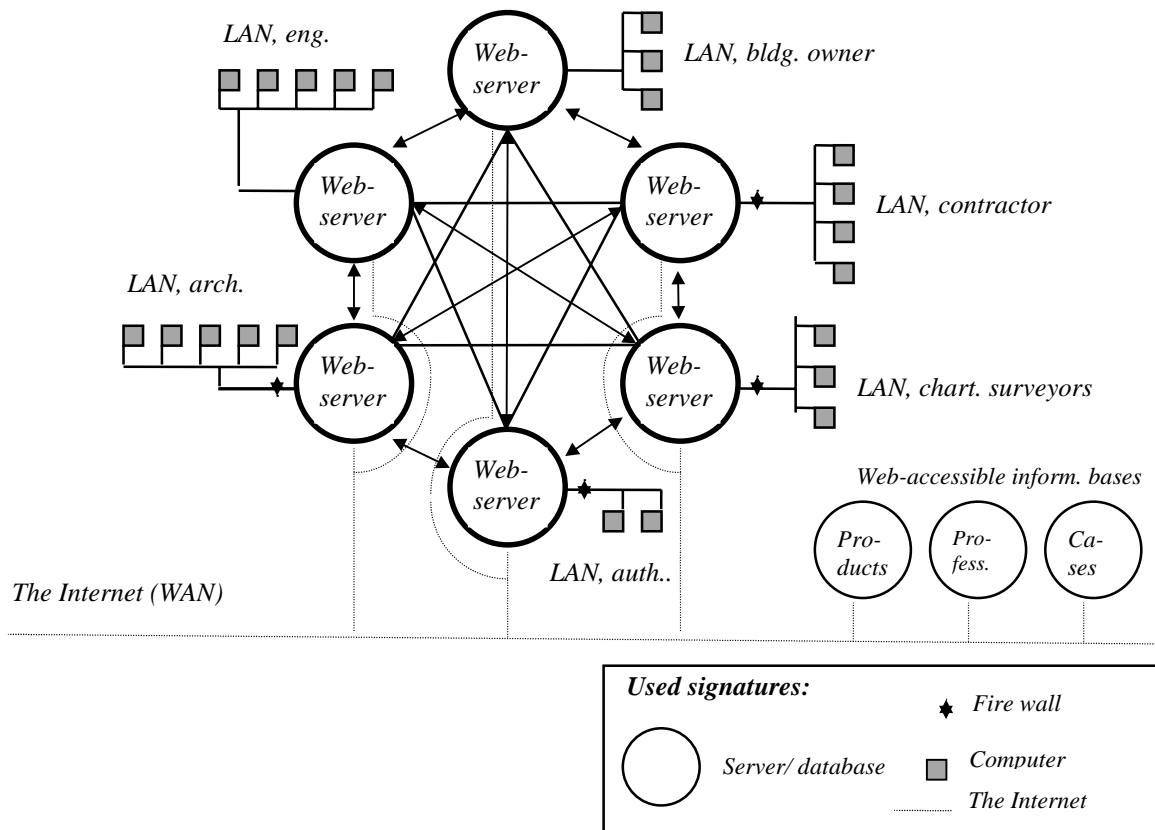 LAN, eng.
Web-
server
LAN, bldg. owner
Web-
server
Web-
server
LAN, contractor
LAN, arch.
Web-
server
Web-
server
LAN, chart. surveyors
Web-
server
LAN, auth..
Web-accessible inform. bases
Pro-
ducts
Pro-
fess.
Ca-
ses
The Internet (WAN)
Used signatures:
Fire wall
Server/ database
Computer
The Internet